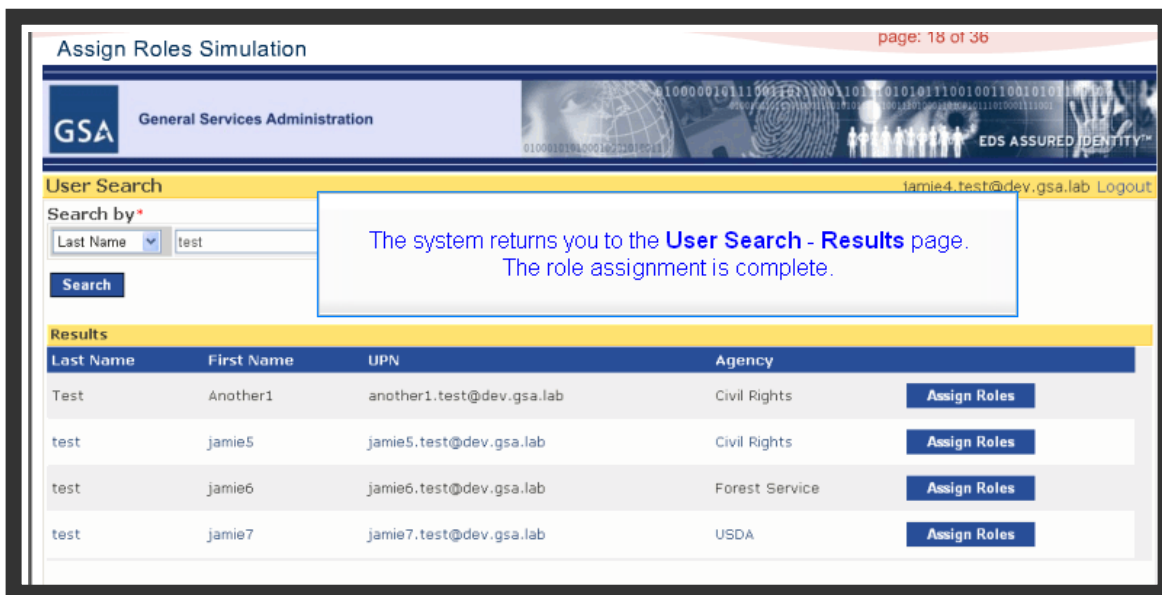 Assign Roles Simulation
page: 18 of 36
GSA
General Services Administration
EDS ASSURED IDENTITY™
User Search
jamie4.test@dev.gsa.lab Logout
Search by*
Last Name test
The system returns you to the User Search - Results page.
The role assignment is complete.
Search
Results
Last Name First Name UPN Agency
Test Another1 another1.test@dev.gsa.lab Civil Rights Assign Roles
test jamie5 jamie5.test@dev.gsa.lab Civil Rights Assign Roles
test jamie6 jamie6.test@dev.gsa.lab Forest Service Assign Roles
test jamie7 jamie7.test@dev.gsa.lab USDA Assign Roles